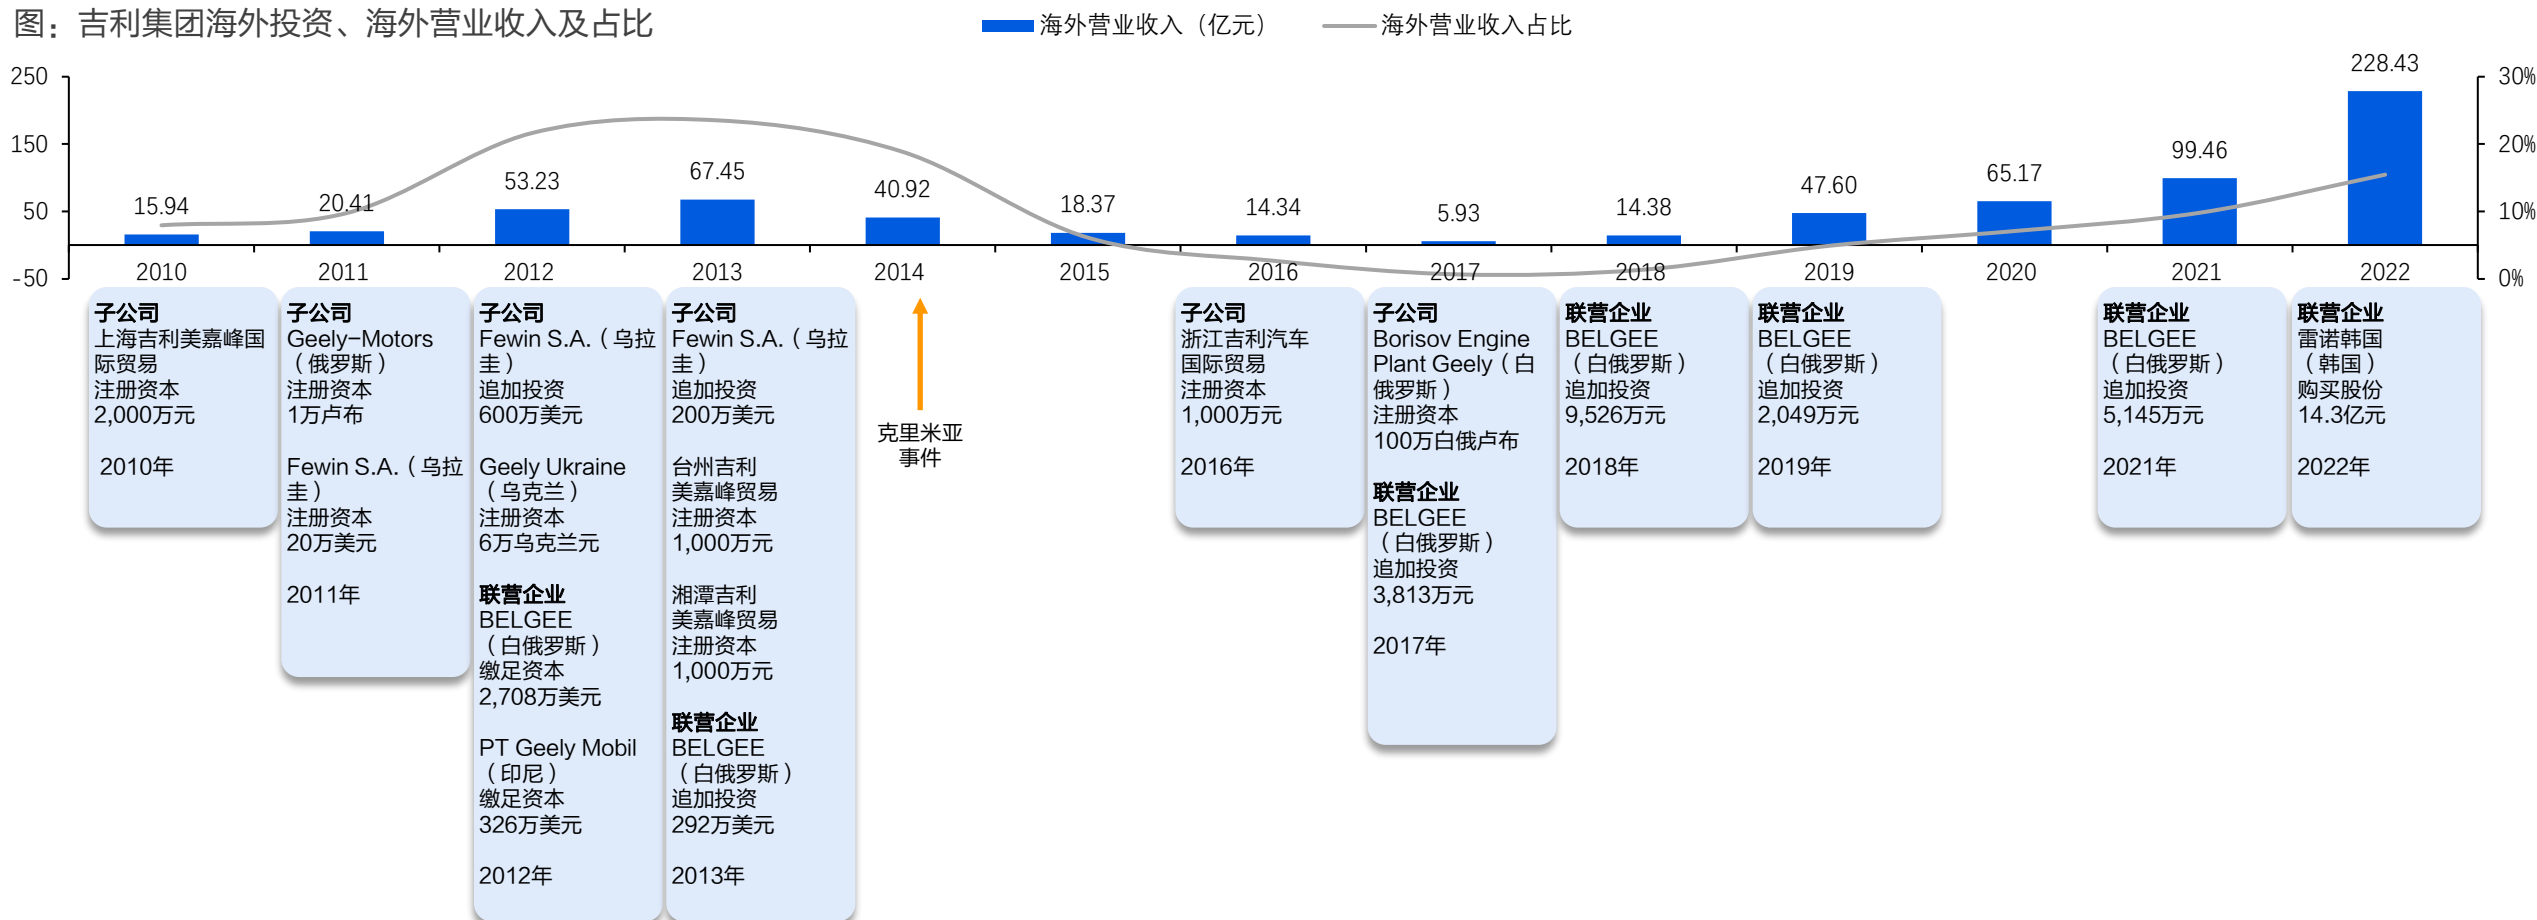 图：吉利集团海外投资、海外营业收入及占比
海外营业收入（亿元）
海外营业收入占比
250
150
50
-50
30%
20%
10%
0%
15.94
20.41
53.23
67.45
40.92
18.37
14.34
5.93
14.38
47.60
65.17
99.46
228.43
2010
2011
2012
2013
2014
2015
2016
2017
2018
2019
2020
2021
2022
子公司
上海吉利美嘉峰国
际贸易
注册资本
2,000万元
2010年
子公司
Geely-Motors
（俄罗斯）
注册资本
1万卢布
Fewin S.A.（乌拉
圭）
注册资本
20万美元
2011年
子公司
Fewin S.A.（乌拉
圭）
追加投资
600万美元
Geely Ukraine
（乌克兰）
注册资本
6万乌克兰元
联营企业
BELGEE
（白俄罗斯）
缴足资本
2,708万美元
PT Geely Mobil
（印尼）
缴足资本
326万美元
2012年
子公司
Fewin S.A.（乌拉
圭）
追加投资
200万美元
台州吉利
美嘉峰贸易
注册资本
1,000万元
湘潭吉利
美嘉峰贸易
注册资本
1,000万元
联营企业
BELGEE
（白俄罗斯）
追加投资
292万美元
2013年
克里米亚
事件
子公司
浙江吉利汽车
国际贸易
注册资本
1,000万元
2016年
子公司
Borisov Engine
Plant Geely（白
俄罗斯）
注册资本
100万白俄卢布
联营企业
BELGEE
（白俄罗斯）
追加投资
3,813万元
2017年
联营企业
BELGEE
（白俄罗斯）
追加投资
9,526万元
2018年
联营企业
BELGEE
（白俄罗斯）
追加投资
2,049万元
2019年
联营企业
BELGEE
（白俄罗斯）
追加投资
5,145万元
2021年
联营企业
雷诺韩国
（韩国）
购买股份
14.3亿元
2022年